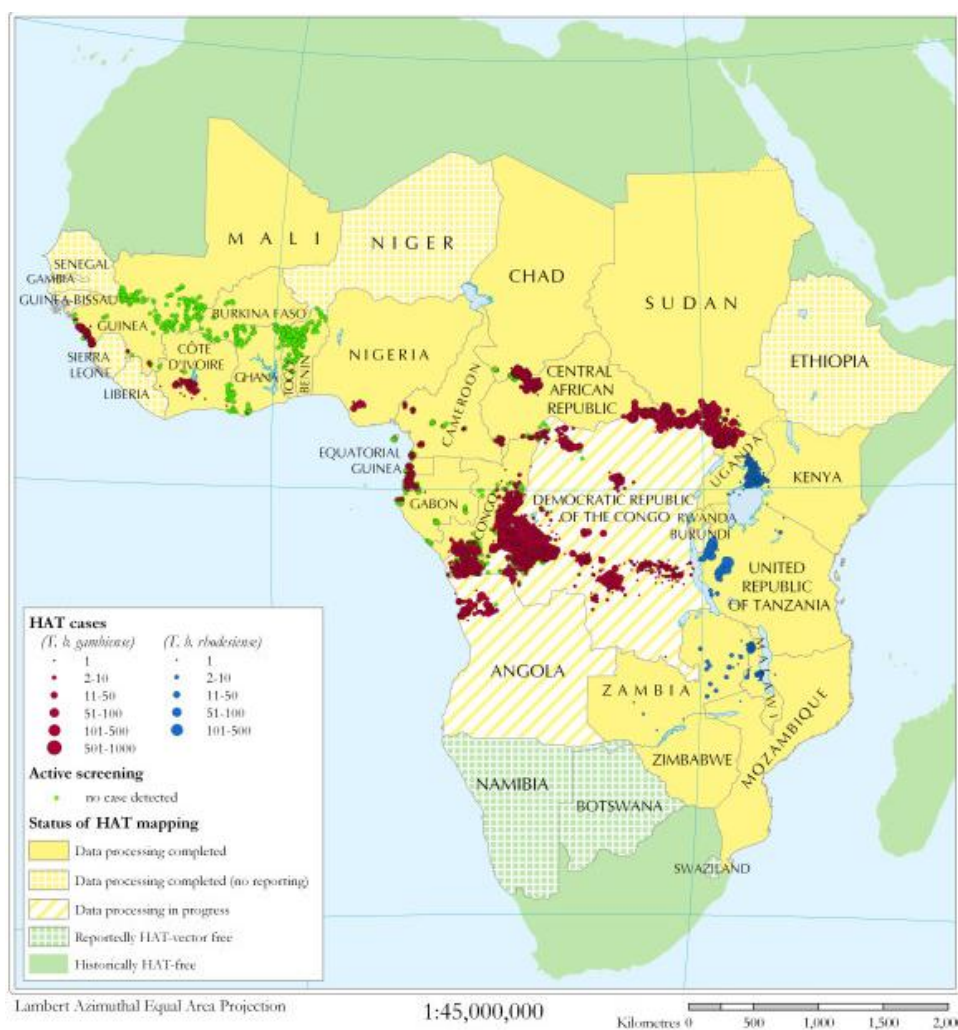 M A L I
NIGER
CHAD
SUDAN
SENEGAL
GAMBIA
GUINEA-BISSAU
GUINEA
BURKINA FASO
SIERRA
LEONE
CÔTE
D'IVOIRE
GHANA
TOGO
BENIN
NIGERIA
LIBERIA
CAMEROON
CENTRAL
AFRICAN
REPUBLIC
ETHIOPIA
EQUATORIAL
GUINEA
GABON
CONGO
DEMOCRATIC REPUBLIC
OF THE CONGO
UGANDA
KENYA
RWANDA
BURUNDI
UNITED
REPUBLIC
OF TANZANIA
ANGOLA
ZAMBIA
MALAWI
MOZAMBIQUE
ZIMBABWE
NAMIBIA
BOTSWANA
SWAZILAND
HAT cases
(T. b. gambiense) (T. b. rhodesiense)
1 1
2-10 2-10
11-50 11-50
51-100 51-100
101-500 101-500
501-1000
Active screening
no case detected
Status of HAT mapping
Data processing completed
Data processing completed (no reporting)
Data processing in progress
Reportedly HAT-vector free
Historically HAT-free
Lambert Azimuthal Equal Area Projection
1:45,000,000
Kilometres 0 500 1,000 1,500 2,00